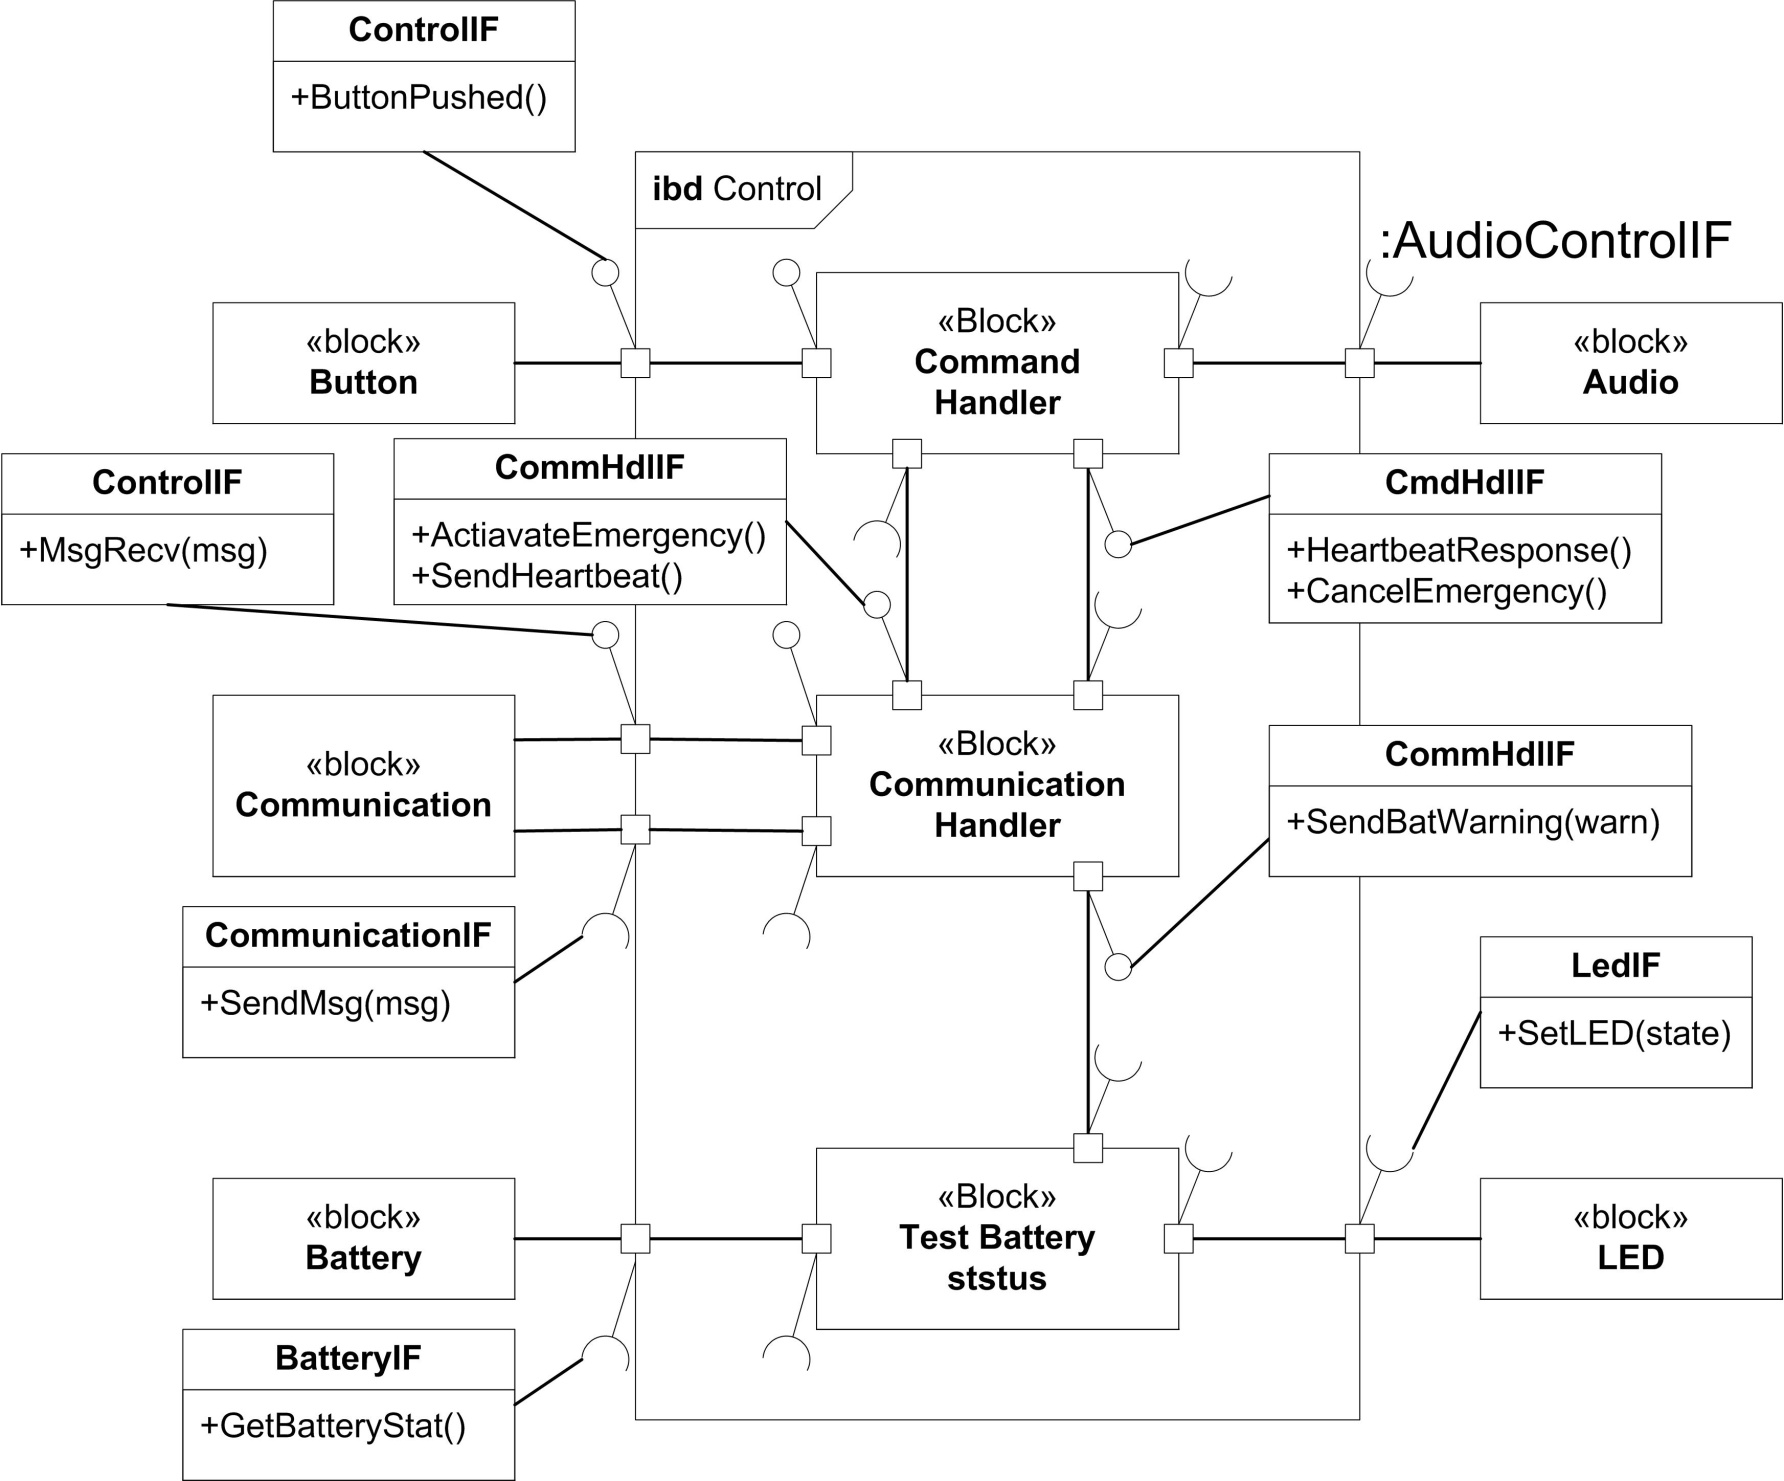 ControlIF
+ButtonPushed()
ibd Control
:AudioControlIF
«block»
Button
«Block»
Command
Handler
«block»
Audio
ControlIF
+MsgRecv(msg)
CommHdlIF
+ActiavateEmergency()
+SendHeartbeat()
CmdHdlIF
+HeartbeatResponse()
+CancelEmergency()
«block»
Communication
«Block»
Communication
Handler
CommHdlIF
+SendBatWarning(warn)
CommunicationIF
+SendMsg(msg)
LedIF
+SetLED(state)
«block»
Battery
«Block»
Test Battery
ststus
«block»
LED
BatteryIF
+GetBatteryStat()